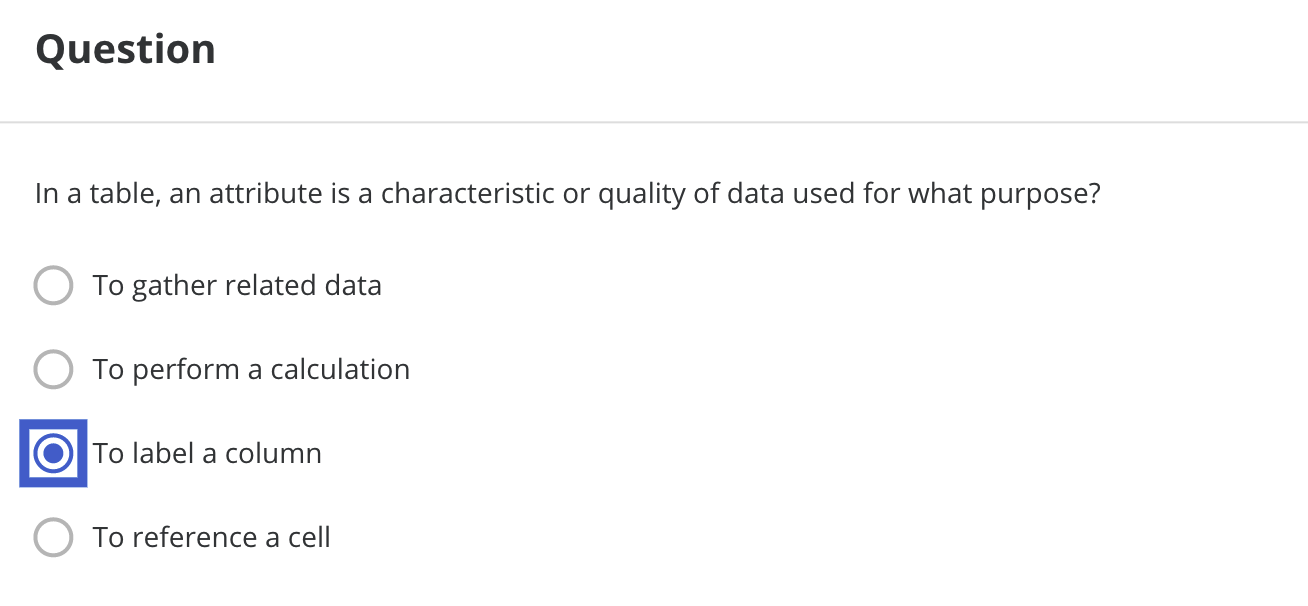 Question
In a table, an attribute is a characteristic or quality of data used for what purpose?
To gather related data
To perform a calculation
To label a column
To reference a cell